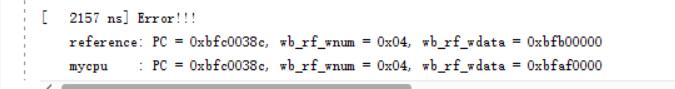 [ 2157 ns] Error!!!
reference: PC = 0xbfc0038c, wb_rf_wnum = 0x04, wb_rf_wdata = 0xbfb00000
mycpu : PC = 0xbfc0038c, wb_rf_wnum = 0x04, wb_rf_wdata = 0xbfaf0000